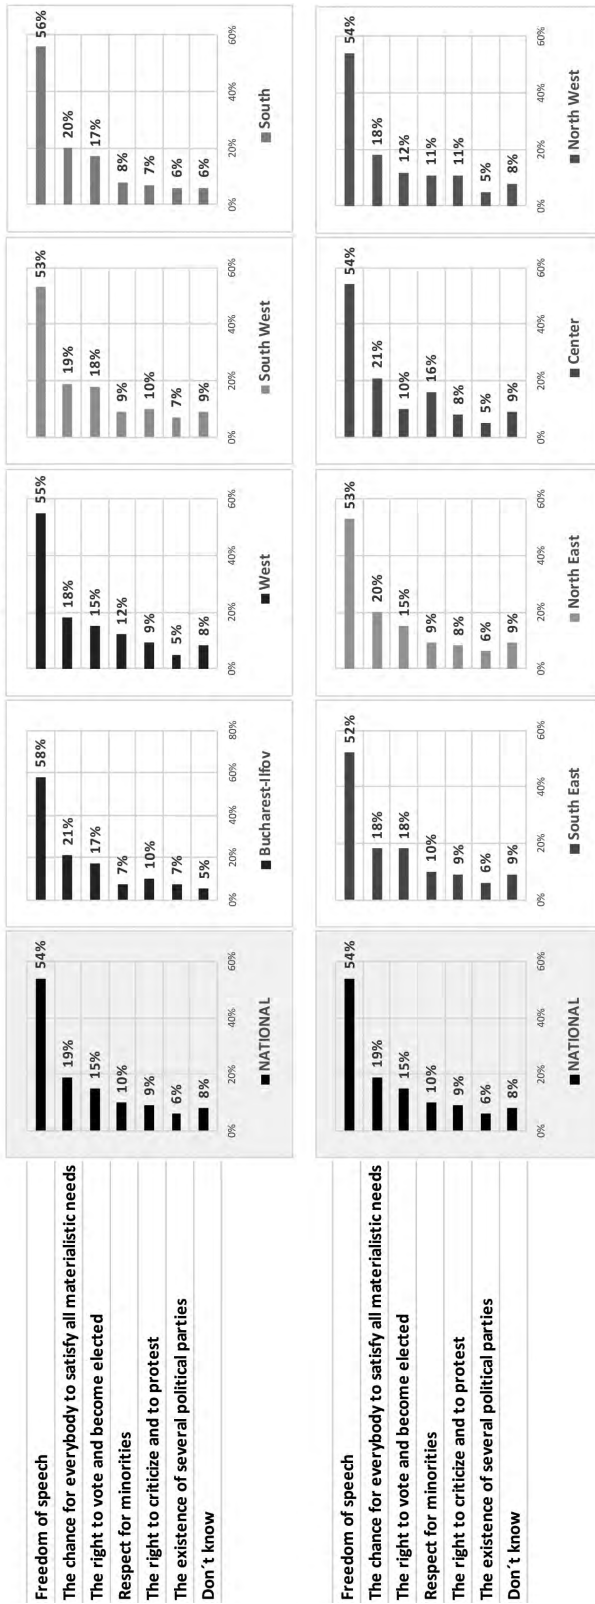 Freedom of speech
The chance for everybody to satisfy all materialistic needs
The right to vote and become elected
Respect for minorities
The right to criticize and to protest
The existence of several political parties
Don´t know
54%
19%
15%
10%
9%
6%
8%
0% 20% 40% 60%
NATIONAL
58%
21%
17%
7%
10%
7%
5%
0% 20% 40% 60% 80%
Bucharest-Ilfov
55%
18%
15%
12%
9%
5%
8%
0% 20% 40% 60%
West
53%
19%
18%
9%
10%
7%
9%
0% 20% 40% 60%
South West
56%
20%
17%
8%
7%
6%
6%
0% 20% 40% 60%
South
Freedom of speech
The chance for everybody to satisfy all materialistic needs
The right to vote and become elected
Respect for minorities
The right to criticize and to protest
The existence of several political parties
Don´t know
54%
19%
15%
10%
9%
6%
8%
0% 20% 40% 60%
NATIONAL
52%
18%
18%
10%
9%
6%
9%
0% 20% 40% 60%
South East
53%
20%
15%
9%
8%
6%
9%
0% 20% 40% 60%
North East
54%
21%
10%
16%
8%
5%
9%
0% 20% 40% 60%
Center
54%
18%
12%
11%
11%
5%
8%
0% 20% 40% 60%
North West